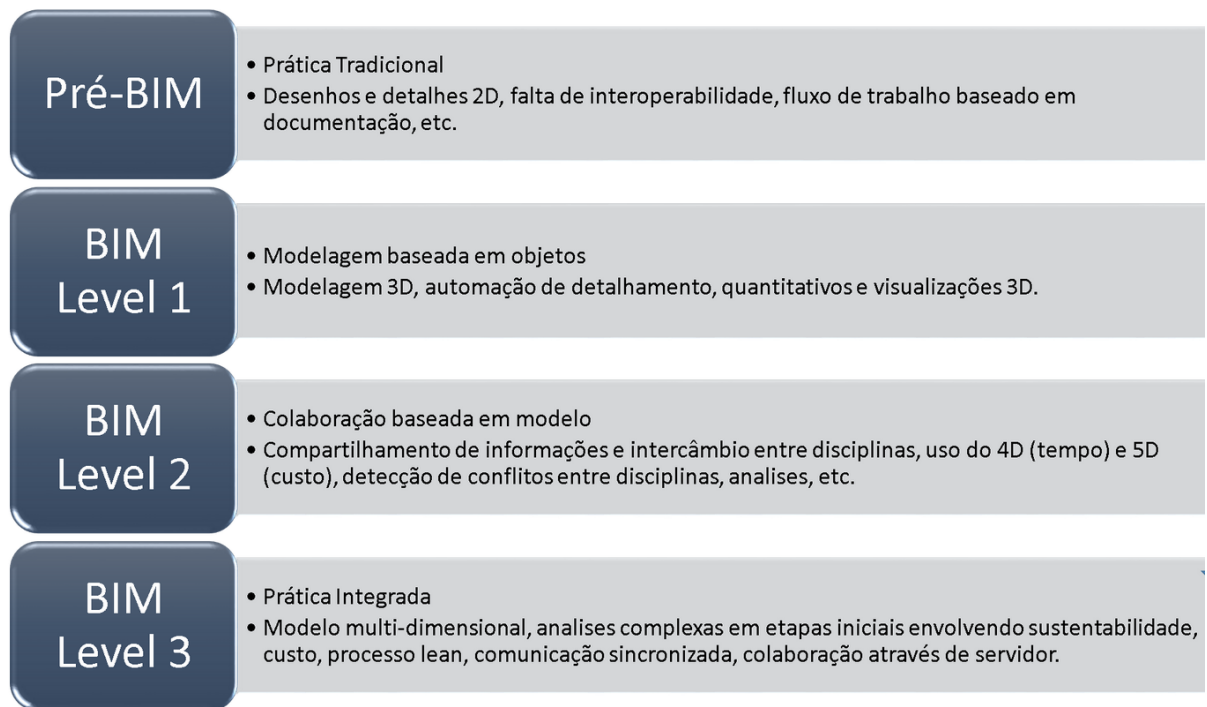 Pré-BIM
• Prática Tradicional
• Desenhos e detalhes 2D, falta de interoperabilidade, fluxo de trabalho baseado em
documentação, etc.
BIM
Level 1
• Modelagem baseada em objetos
• Modelagem 3D, automação de detalhamento, quantitativos e visualizações 3D.
BIM
Level 2
• Colaboração baseada em modelo
• Compartilhamento de informações e intercâmbio entre disciplinas, uso do 4D (tempo) e 5D
(custo), detecção de conflitos entre disciplinas, analises, etc.
BIM
Level 3
• Prática Integrada
• Modelo multi-dimensional, analises complexas em etapas iniciais envolvendo sustentabilidade,
custo, processo lean, comunicação sincronizada, colaboração através de servidor.